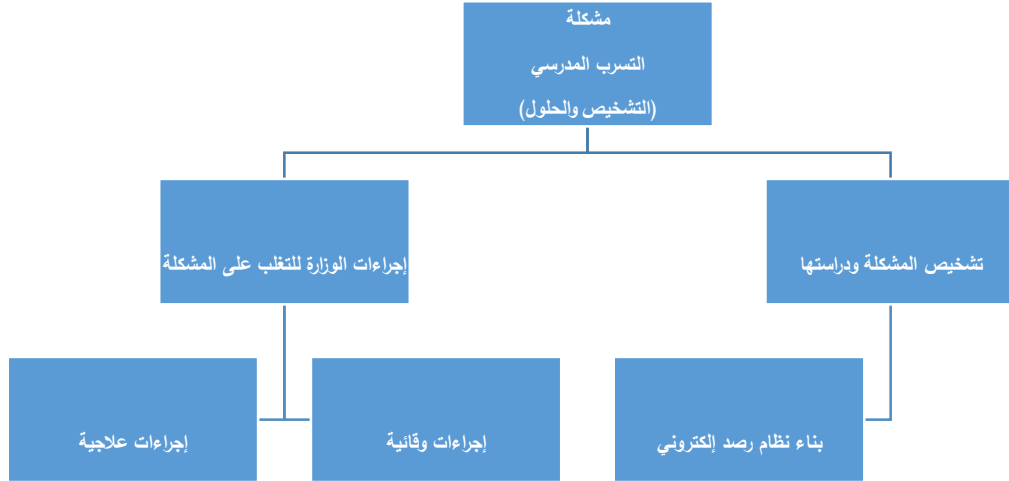 مشكلة
التسرب المدرسي
(التشخيص والحلول)
تشخيص المشكلة ودراستها
إجراءات الوزارة للتغلب على المشكلة
بناء نظام رصد إلكتروني
إجراءات وقائية
إجراءات علاجية